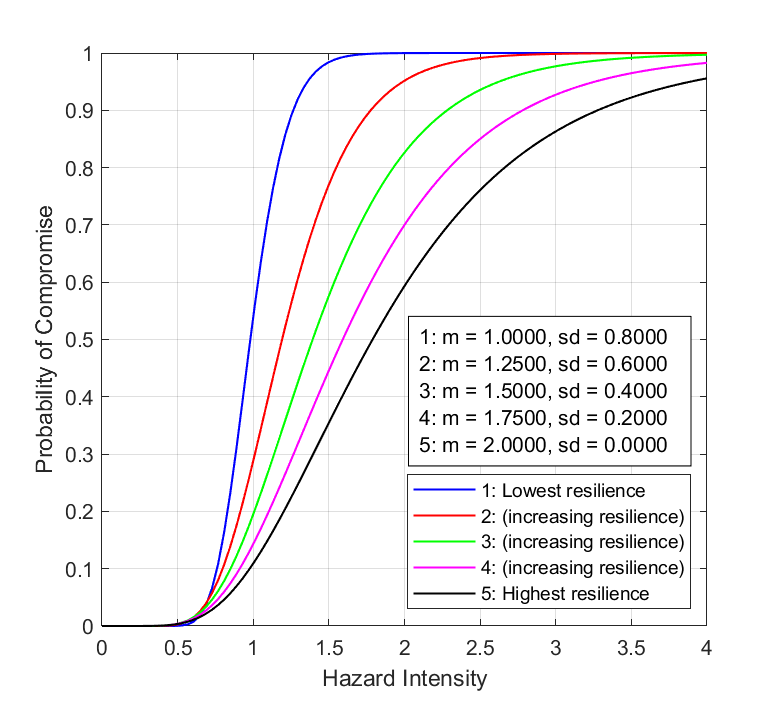 1
0.9
0.8
0.7
0.6
0.5
0.4
0.3
0.2
0.1
0
Probability of Compromise
1: m = 1.0000, sd = 0.8000
2: m = 1.2500, sd = 0.6000
3: m = 1.5000, sd = 0.4000
4: m = 1.7500, sd = 0.2000
5: m = 2.0000, sd = 0.0000
1: Lowest resilience
2: (increasing resilience)
3: (increasing resilience)
4: (increasing resilience)
5: Highest resilience
0 0.5 1 1.5 2 2.5 3 3.5 4
Hazard Intensity